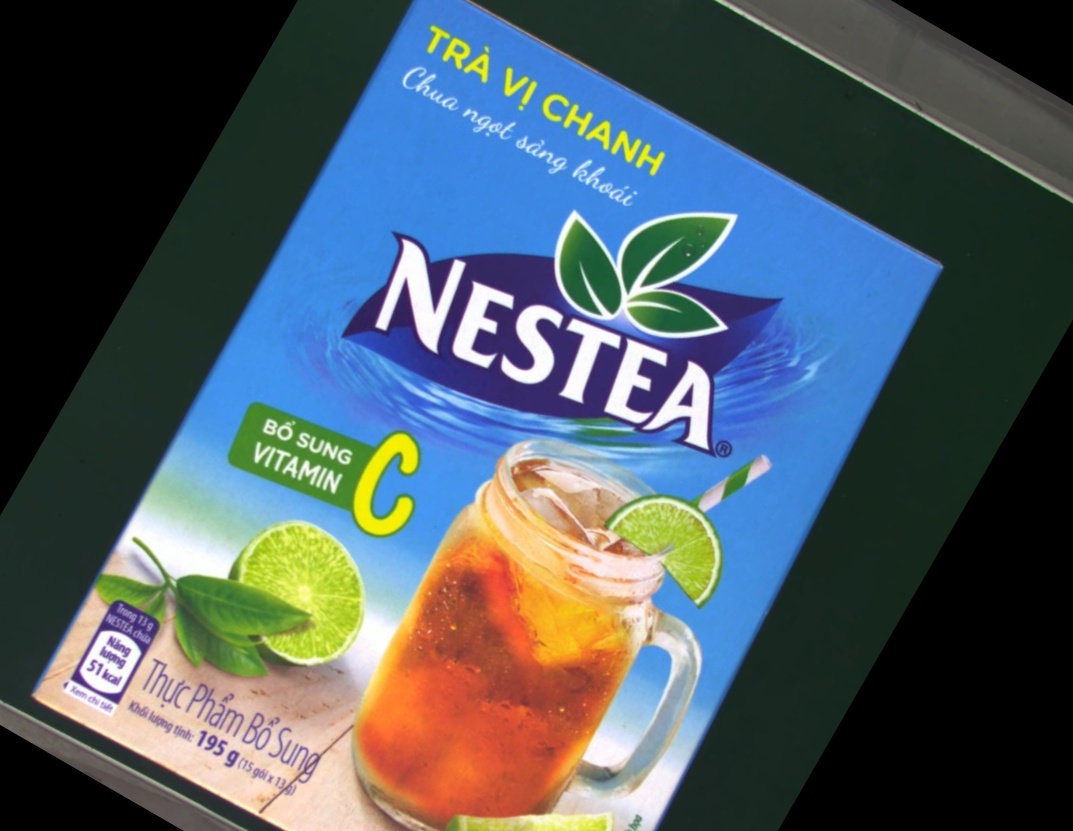 TRÀ VỊ CHANH
Chua ngọt sảng khoái
NESTEA®
BỔ SUNG
VITAMIN C
Trong 13 g
NESTEA chứa
Năng
lượng
51 kcal
Xem chi tiết
Thực Phẩm Bổ Sung
Khối lượng tịnh: 195 g (15 gói x 13 g)